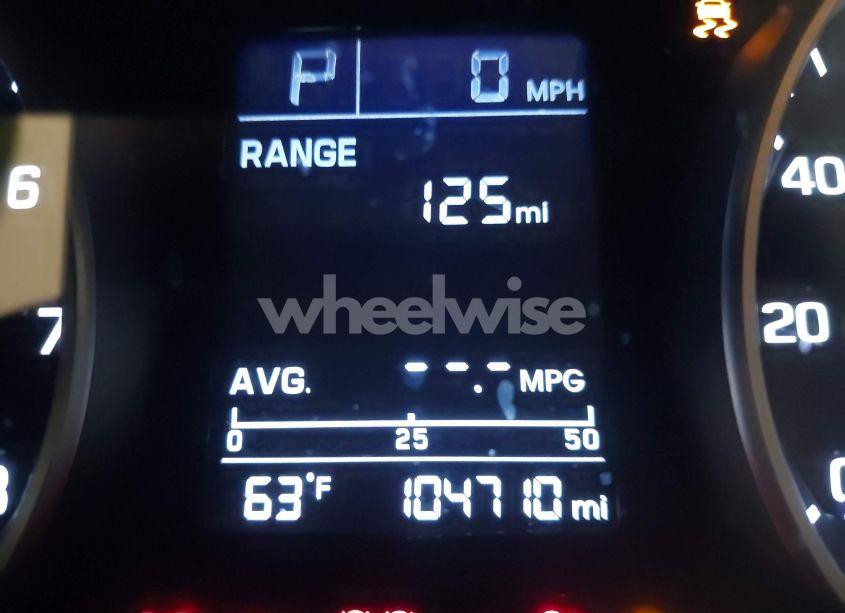 P 0 MPH
RANGE
125 mi
6
40
wheelwise
7
20
AVG. --.- MPG
0 25 50
63°F 104710 mi